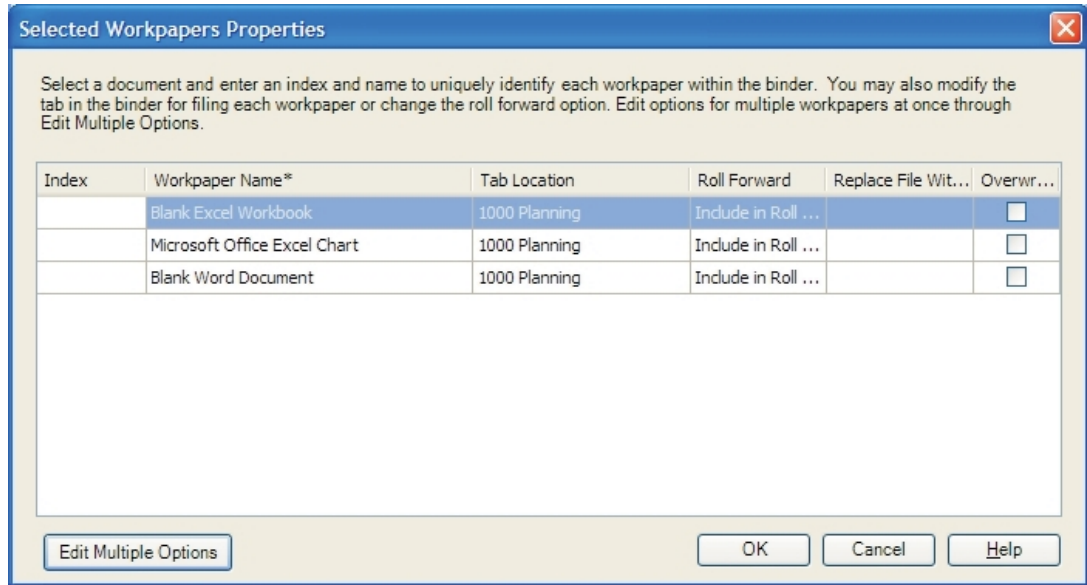 Selected Workpapers Properties
Select a document and enter an index and name to uniquely identify each workpaper within the binder. You may also modify the
tab in the binder for filing each workpaper or change the roll forward option. Edit options for multiple workpapers at once through
Edit Multiple Options.
Index Workpaper Name* Tab Location Roll Forward Replace File Wit... Overwr...
Blank Excel Workbook 1000 Planning Include in Roll ...
Microsoft Office Excel Chart 1000 Planning Include in Roll ...
Blank Word Document 1000 Planning Include in Roll ...
Edit Multiple Options OK Cancel Help